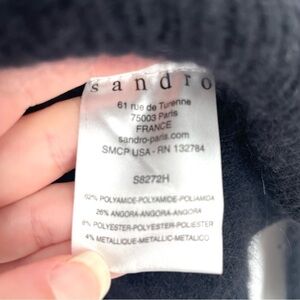 sandro
61 rue de Turenne
75003 Paris
FRANCE
sandro-paris.com
SMCP USA - RN 132784
S8272H
62% POLYAMIDE-POLYAMIDE-POLIAMIDA
26% ANGORA-ANGORA-ANGORA
8% POLYESTER-POLYESTER-POLIESTER
4% METALLIQUE-METALLIC-METALICO